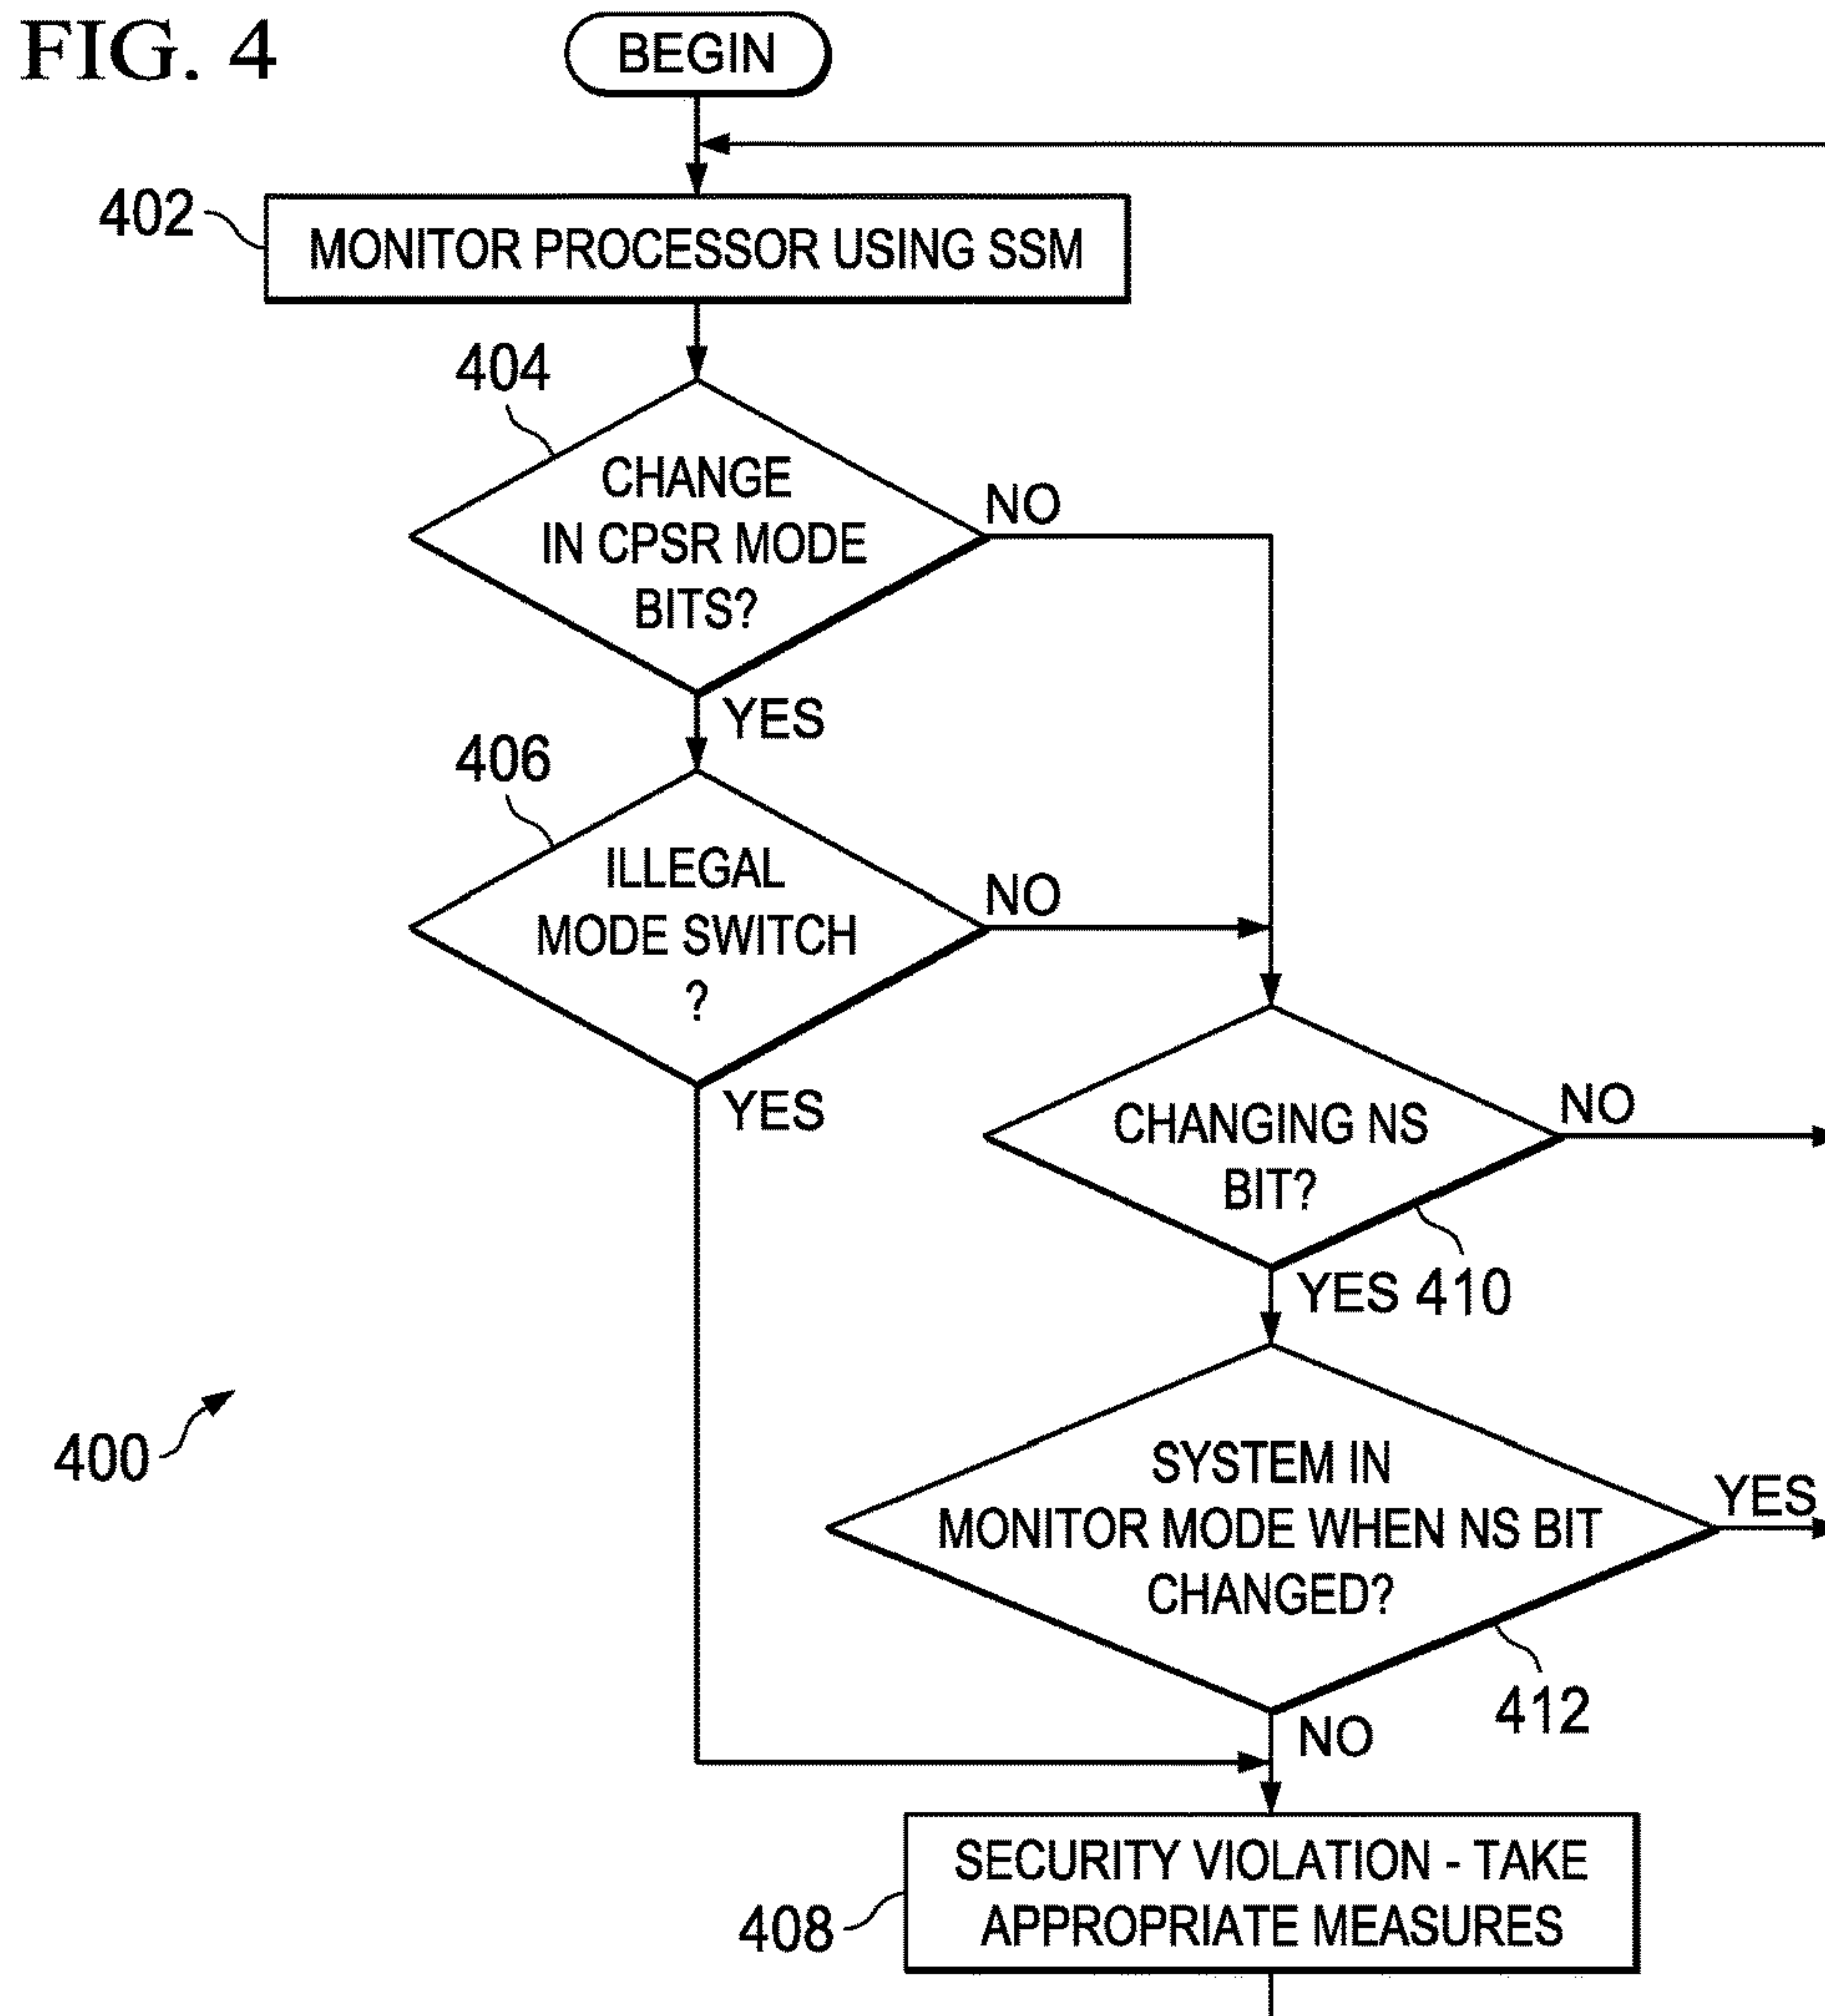 FIG. 4
BEGIN
402
MONITOR PROCESSOR USING SSM
404
CHANGE
IN CPSR MODE
BITS?
NO
YES
406
ILLEGAL
MODE SWITCH
?
NO
YES
CHANGING NS
BIT?
NO
YES 410
400
SYSTEM IN
MONITOR MODE WHEN NS BIT
CHANGED?
YES
412
NO
SECURITY VIOLATION - TAKE
APPROPRIATE MEASURES
408